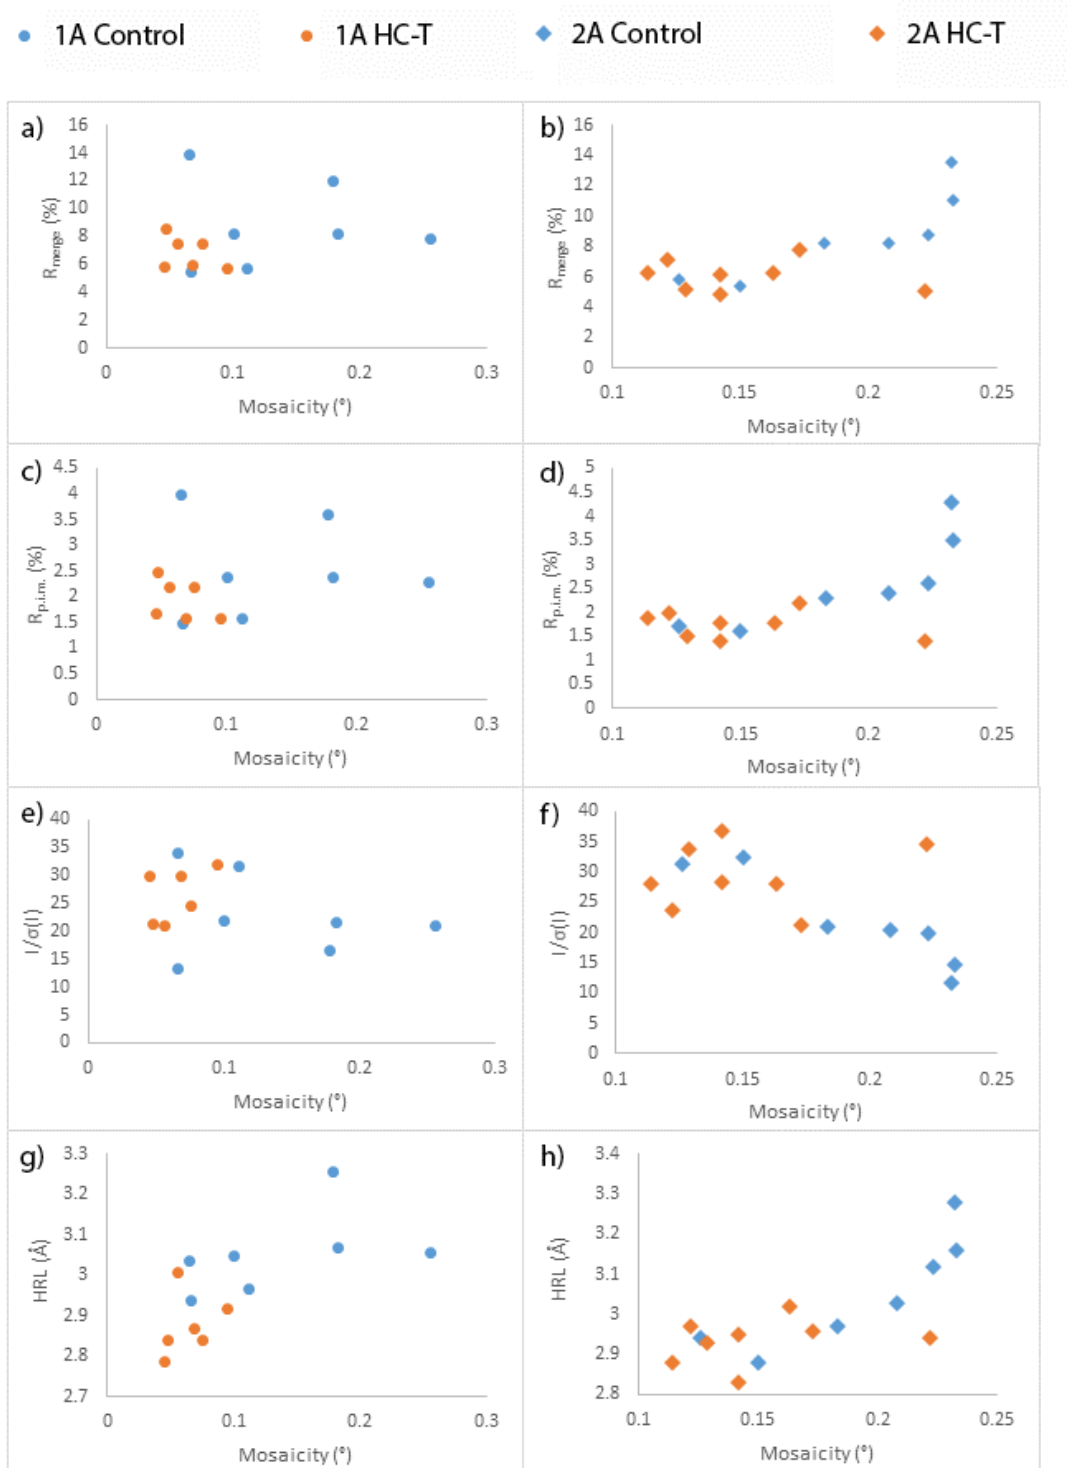 1A Control 1A HC-T 2A Control 2A HC-T
a)
16
14
12
10
8
6
4
2
0
Rmerge (%)
0 0.1 0.2 0.3
Mosaicity (°)
b)
16
14
12
10
8
6
4
2
0
Rmerge (%)
0.1 0.15 0.2 0.25
Mosaicity (°)
c)
4.5
4
3.5
3
2.5
2
1.5
1
0.5
0
Rp.i.m. (%)
0 0.1 0.2 0.3
Mosaicity (°)
d)
5
4.5
4
3.5
3
2.5
2
1.5
1
0.5
0
Rp.i.m. (%)
0.1 0.15 0.2 0.25
Mosaicity (°)
e)
40
35
30
25
20
15
10
5
0
I/σ(I)
0 0.1 0.2 0.3
Mosaicity (°)
f)
40
35
30
25
20
15
10
5
0
I/σ(I)
0.1 0.15 0.2 0.25
Mosaicity (°)
g)
3.3
3.2
3.1
3
2.9
2.8
2.7
HRL (Å)
0 0.1 0.2 0.3
Mosaicity (°)
h)
3.4
3.3
3.2
3.1
3
2.9
2.8
HRL (Å)
0.1 0.15 0.2 0.25
Mosaicity (°)